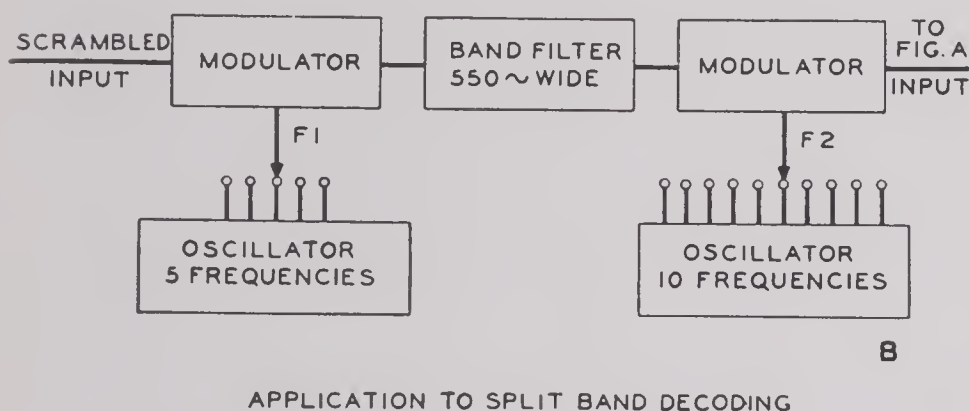 SCRAMBLED
INPUT
MODULATOR
BAND FILTER
550~WIDE
MODULATOR
TO
FIG. A
INPUT
F1
F2
OSCILLATOR
5 FREQUENCIES
OSCILLATOR
10 FREQUENCIES
B
APPLICATION TO SPLIT BAND DECODING